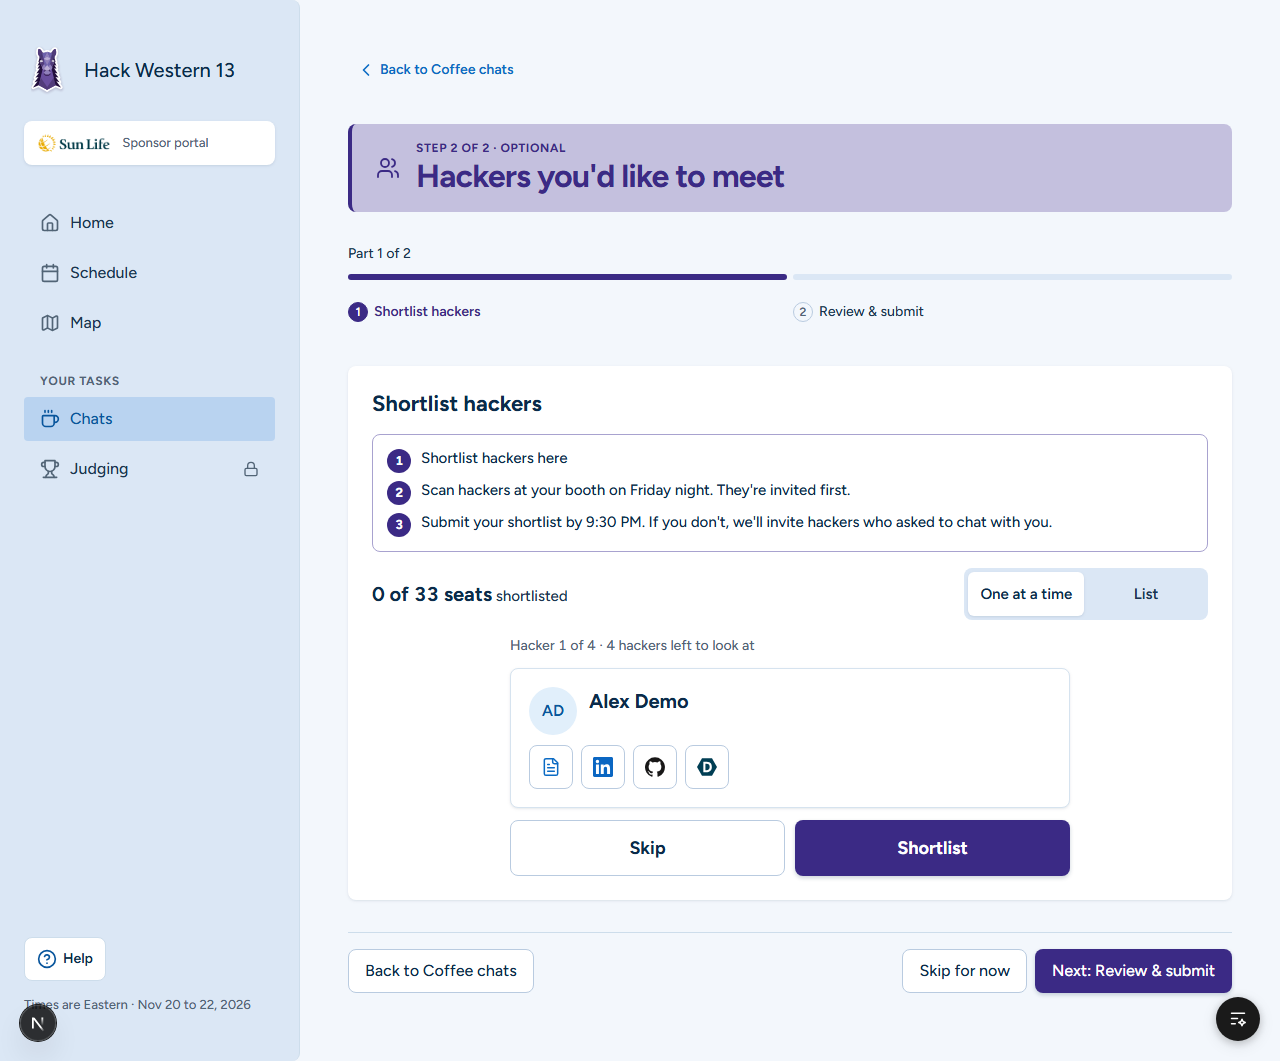 Hack Western 13
Sun Life Sponsor portal
Home
Schedule
Map
YOUR TASKS
Chats
Judging
Help
Times are Eastern · Nov 20 to 22, 2026
N
Back to Coffee chats
STEP 2 OF 2 · OPTIONAL
Hackers you'd like to meet
Part 1 of 2
1 Shortlist hackers
2 Review & submit
Shortlist hackers
1 Shortlist hackers here
2 Scan hackers at your booth on Friday night. They're invited first.
3 Submit your shortlist by 9:30 PM. If you don't, we'll invite hackers who asked to chat with you.
0 of 33 seats shortlisted
One at a time List
Hacker 1 of 4 · 4 hackers left to look at
AD Alex Demo
in D
Skip Shortlist
Back to Coffee chats Skip for now Next: Review & submit